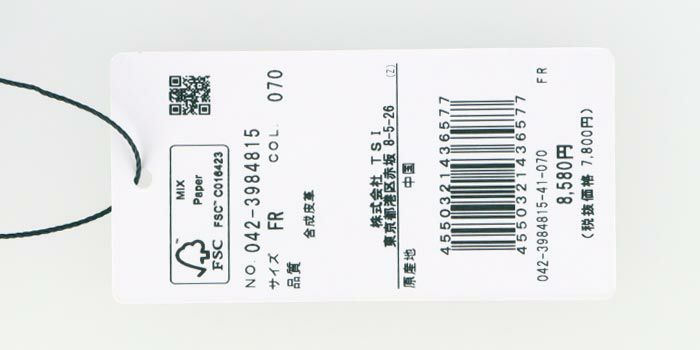 MIX
Paper
FSC™ C016423
FSC™
NO. 042-3984815
COL. 070
サイズ FR
品質
合成皮革
株式会社 TSI
東京都港区赤坂 8-5-26
(2)
原産地 中国
4550321436577
4550321436577
FR
042-3984815-41-070
8,580円
(税抜価格 7,800円)